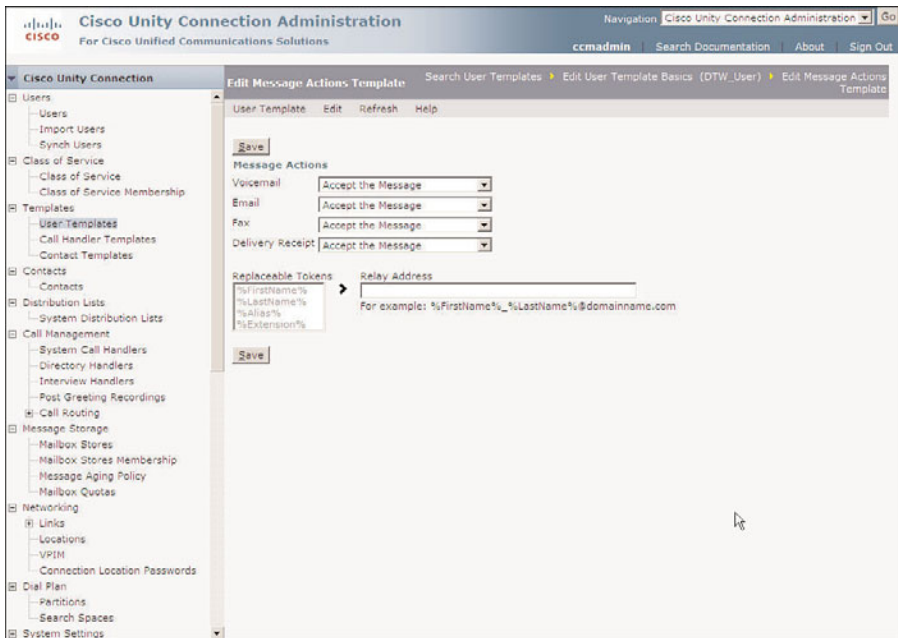 cisco
Cisco Unity Connection Administration
For Cisco Unified Communications Solutions
Navigation Cisco Unity Connection Administration Go
ccmadmin Search Documentation About Sign Out
Cisco Unity Connection
Users
Users
Import Users
Synch Users
Class of Service
Class of Service
Class of Service Membership
Templates
User Templates
Call Handler Templates
Contact Templates
Contacts
Contacts
Distribution Lists
System Distribution Lists
Call Management
System Call Handlers
Directory Handlers
Interview Handlers
Post Greeting Recordings
Call Routing
Message Storage
Mailbox Stores
Mailbox Stores Membership
Message Aging Policy
Mailbox Quotas
Networking
Links
Locations
VPIM
Connection Location Passwords
Dial Plan
Partitions
Search Spaces
System Settings
Edit Message Actions Template
Search User Templates Edit User Template Basics (DTW_User) Edit Message Actions
Template
User Template Edit Refresh Help
Save
Message Actions
Voicemail Accept the Message
Email Accept the Message
Fax Accept the Message
Delivery Receipt Accept the Message
Replaceable Tokens Relay Address
%FirstName%
%LastName%
%Alias%
%Extension%
For example: %FirstName%_%LastName%@domainname.com
Save